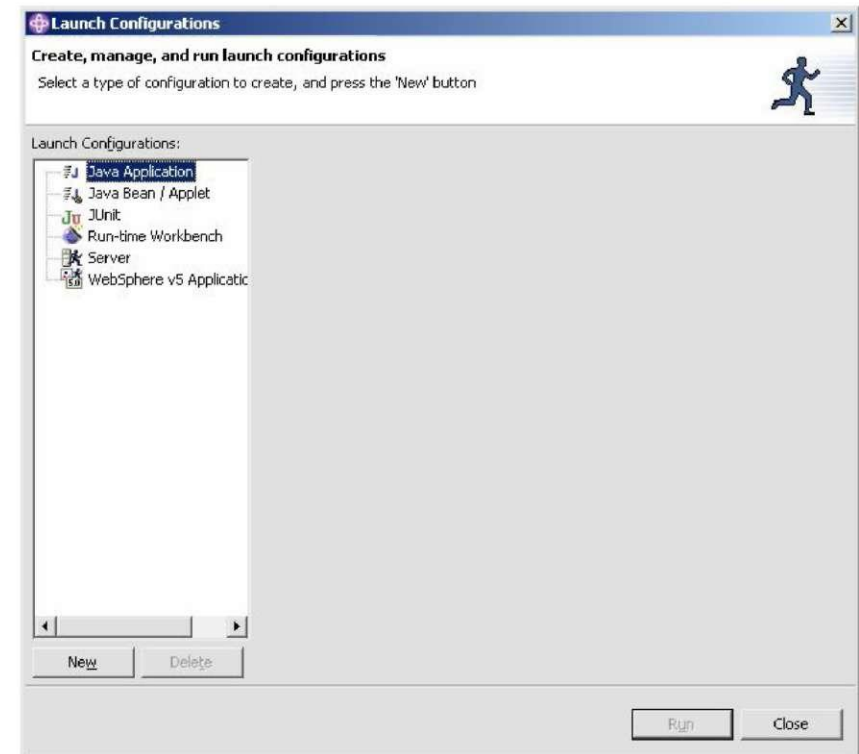 Launch Configurations
Create, manage, and run launch configurations
Select a type of configuration to create, and press the 'New' button
Launch Configurations:
Java Application
Java Bean / Applet
JUnit
Run-time Workbench
Server
WebSphere v5 Applicatic
New
Delete
Run
Close